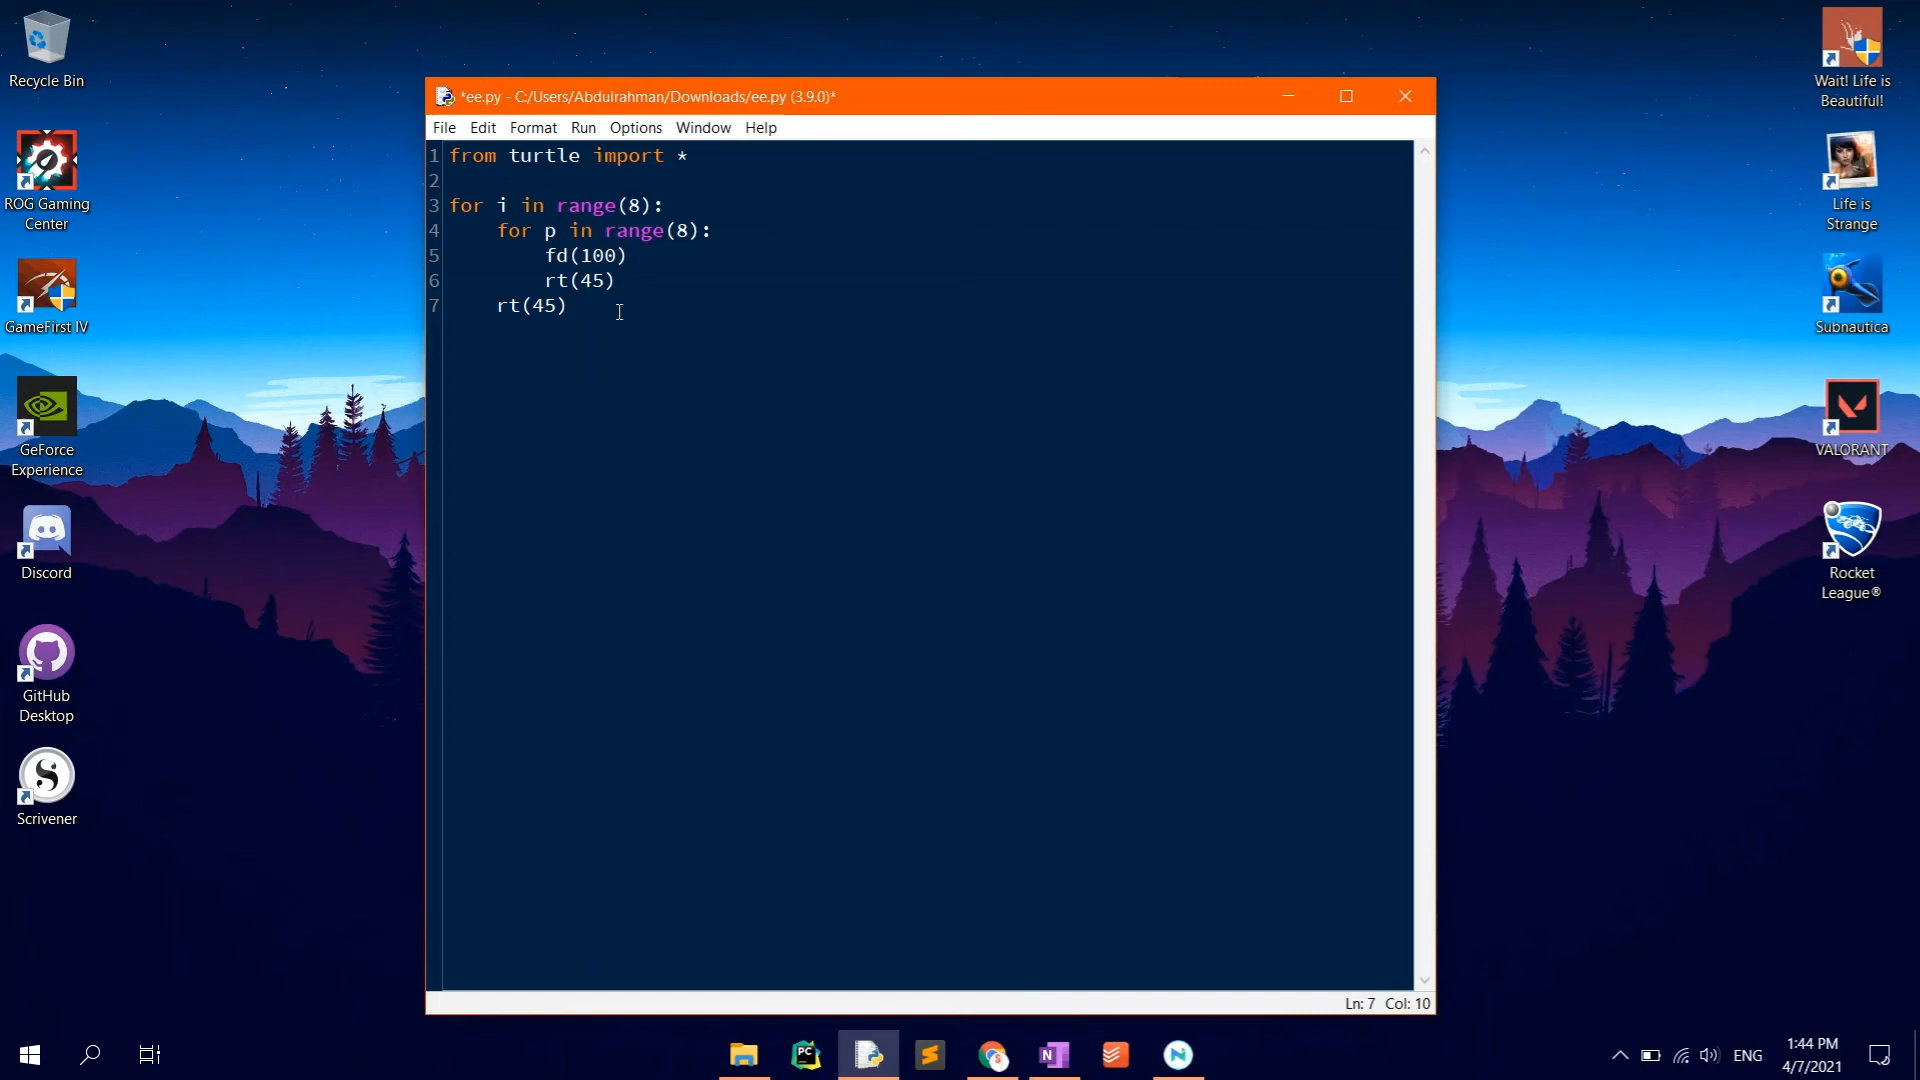 Recycle Bin
ROG Gaming
Center
GameFirst IV
GeForce
Experience
Discord
GitHub
Desktop
Scrivener
*ee.py - C:/Users/Abdulrahman/Downloads/ee.py (3.9.0)*
File Edit Format Run Options Window Help
1 from turtle import *
2
3 for i in range(8):
4     for p in range(8):
5         fd(100)
6         rt(45)
7     rt(45)
Ln: 7 Col: 10
Wait! Life is
Beautiful!
Life is
Strange
Subnautica
VALORANT
Rocket
League®
PC
N
ENG
1:44 PM
4/7/2021